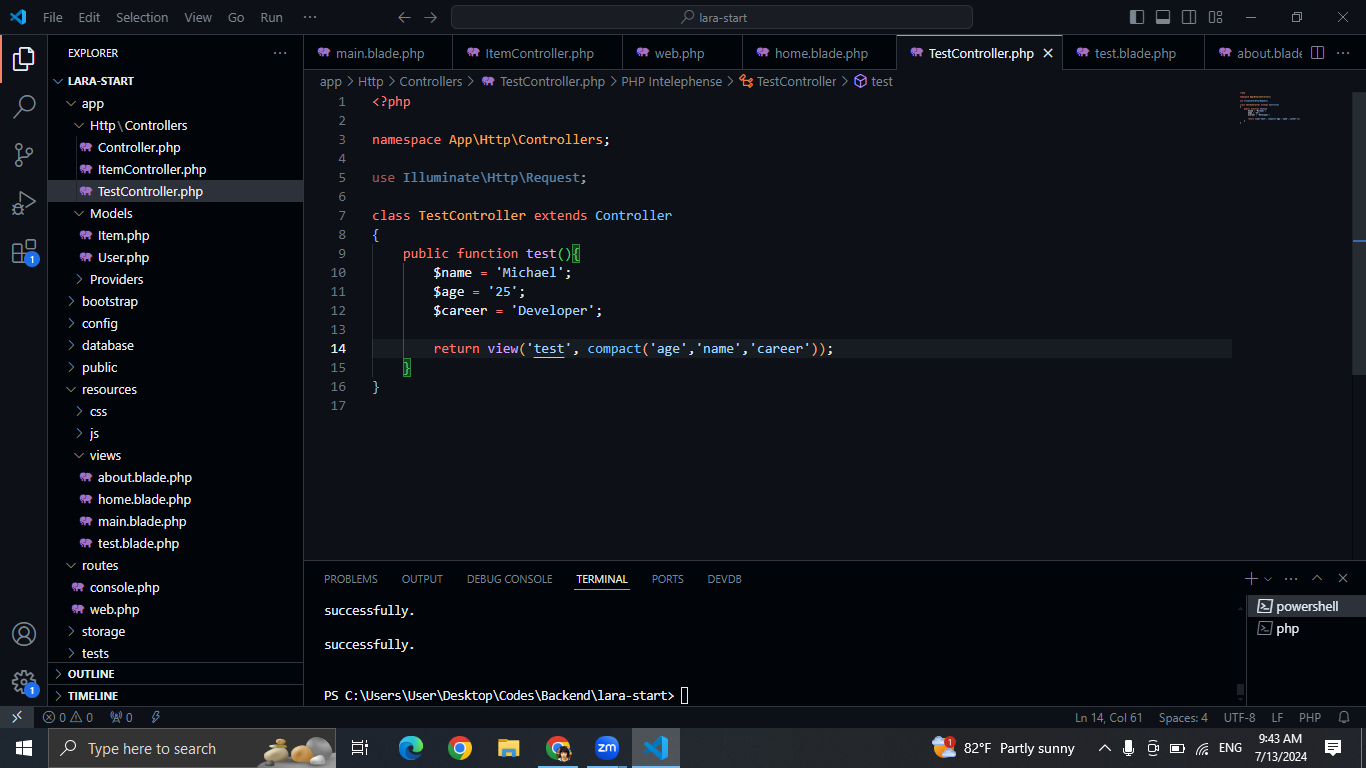 File Edit Selection View Go Run ··· lara-start
EXPLORER ···
LARA-START
app
Http\Controllers
Controller.php
ItemController.php
TestController.php
Models
Item.php
User.php
Providers
bootstrap
config
database
public
resources
css
js
views
about.blade.php
home.blade.php
main.blade.php
test.blade.php
routes
console.php
web.php
storage
tests
OUTLINE
TIMELINE
1
1
main.blade.php ItemController.php web.php home.blade.php TestController.php test.blade.php about.blade ···
app > Http > Controllers > TestController.php > PHP Intelephense > TestController > test
1 <?php
2
3 namespace App\Http\Controllers;
4
5 use Illuminate\Http\Request;
6
7 class TestController extends Controller
8 {
9     public function test(){
10         $name = 'Michael';
11         $age = '25';
12         $career = 'Developer';
13
14         return view('test', compact('age','name','career'));
15     }
16 }
17
PROBLEMS OUTPUT DEBUG CONSOLE TERMINAL PORTS DEVDB ···
successfully.
successfully.
PS C:\Users\User\Desktop\Codes\Backend\lara-start>
powershell
php
0 0 0 Ln 14, Col 61 Spaces: 4 UTF-8 LF PHP
Type here to search zm 1 82°F Partly sunny ENG 9:43 AM
7/13/2024